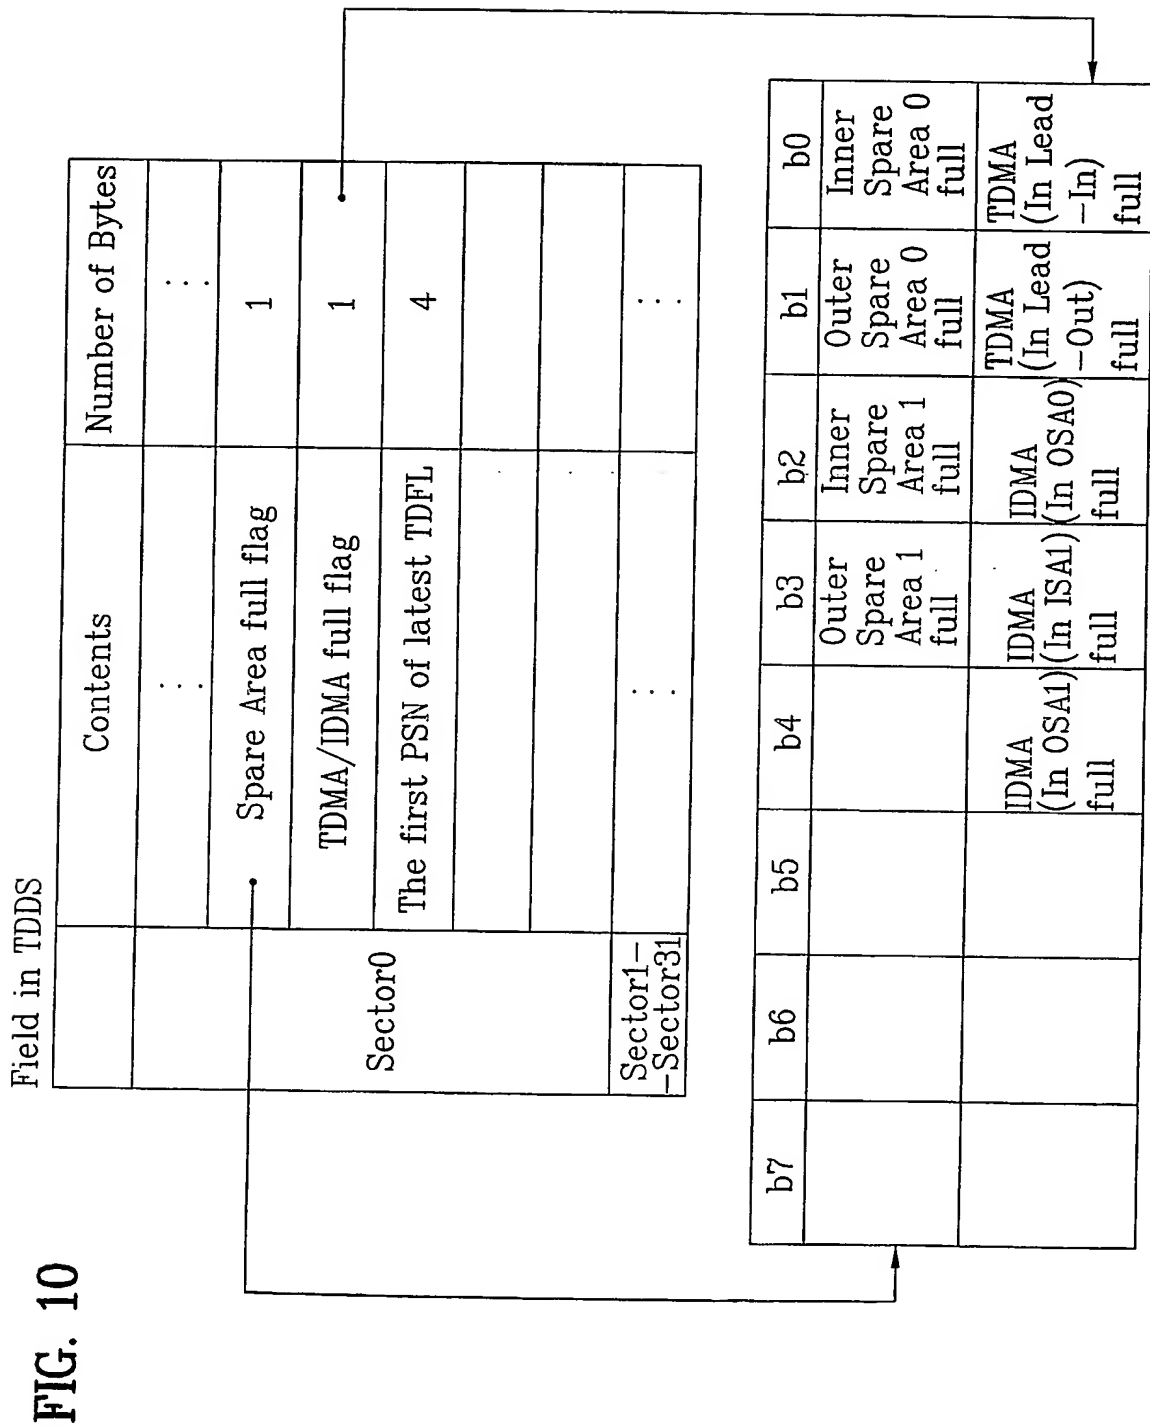 FIG. 10
Field in TDDS
Contents
Number of Bytes
Sector0
...
...
Spare Area full flag
1
TDMA/IDMA full flag
1
The first PSN of latest TDFL
4
Sector1-
-Sector31
...
...
b7
b6
b5
b4
b3
b2
b1
b0
Outer
Spare
Area 1
full
Inner
Spare
Area 1
full
Outer
Spare
Area 0
full
Inner
Spare
Area 0
full
IDMA
(In OSA1)
full
IDMA
(In ISA1)
full
IDMA
(In OSA0)
full
TDMA
(In Lead
-Out)
full
TDMA
(In Lead
-In)
full